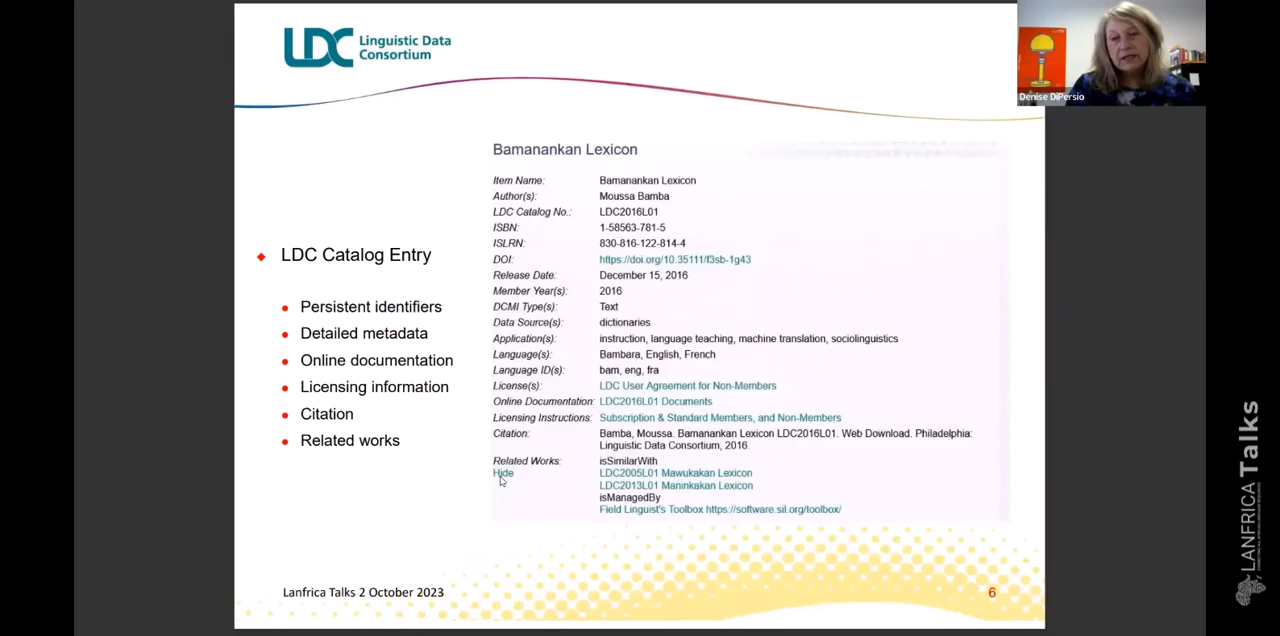 LDC Linguistic Data
Consortium
Denise DiPersio
Bamanankan Lexicon
Item Name: Bamanankan Lexicon
Author(s): Moussa Bamba
LDC Catalog No.: LDC2016L01
ISBN: 1-58563-781-5
ISLRN: 830-816-122-814-4
DOI: https://doi.org/10.35111/f3sb-1g43
Release Date: December 15, 2016
Member Year(s): 2016
DCMI Type(s): Text
Data Source(s): dictionaries
Application(s): instruction, language teaching, machine translation, sociolinguistics
Language(s): Bambara, English, French
Language ID(s): bam, eng, fra
License(s): LDC User Agreement for Non-Members
Online Documentation: LDC2016L01 Documents
Licensing Instructions: Subscription & Standard Members, and Non-Members
Citation: Bamba, Moussa. Bamanankan Lexicon LDC2016L01. Web Download. Philadelphia:
Linguistic Data Consortium, 2016.
Related Works: isSimilarWith
Hide LDC2005L01 Mawukakan Lexicon
LDC2013L01 Maninkakan Lexicon
isManagedBy
Field Linguist's Toolbox https://software.sil.org/toolbox/
LDC Catalog Entry
Persistent identifiers
Detailed metadata
Online documentation
Licensing information
Citation
Related works
Lanfrica Talks 2 October 2023
6
LANFRICA Talks